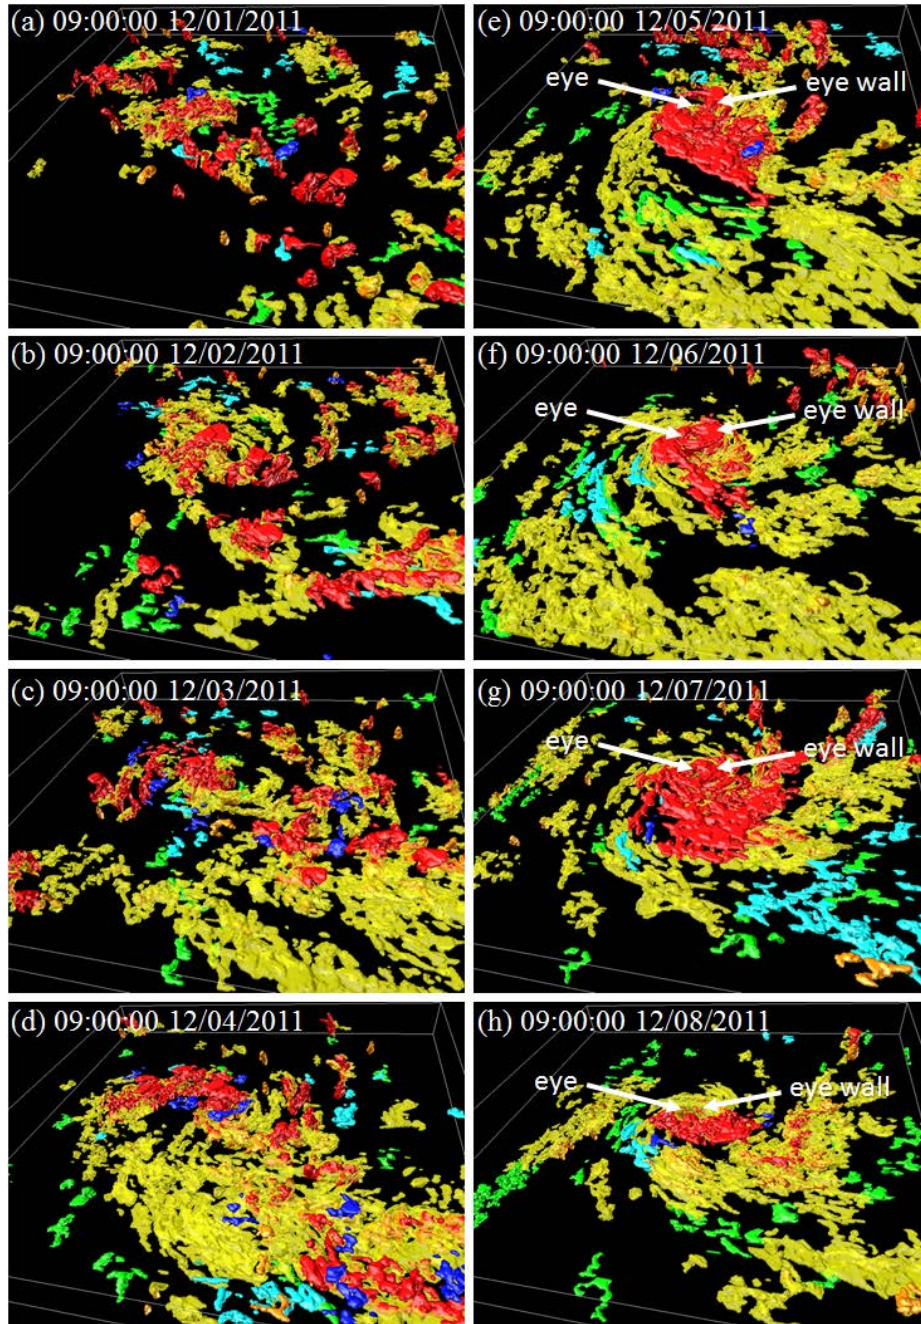 (a) 09:00:00 12/01/2011
(b) 09:00:00 12/02/2011
(c) 09:00:00 12/03/2011
(d) 09:00:00 12/04/2011
(e) 09:00:00 12/05/2011
eye
eye wall
(f) 09:00:00 12/06/2011
eye
eye wall
(g) 09:00:00 12/07/2011
eye
eye wall
(h) 09:00:00 12/08/2011
eye
eye wall